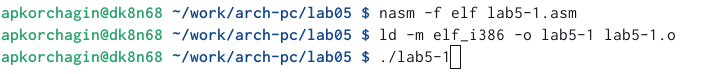 apkorchagin@dk8n68 ~/work/arch-pc/lab05 $ nasm -f elf lab5-1.asm
apkorchagin@dk8n68 ~/work/arch-pc/lab05 $ ld -m elf_i386 -o lab5-1 lab5-1.o
apkorchagin@dk8n68 ~/work/arch-pc/lab05 $ ./lab5-1